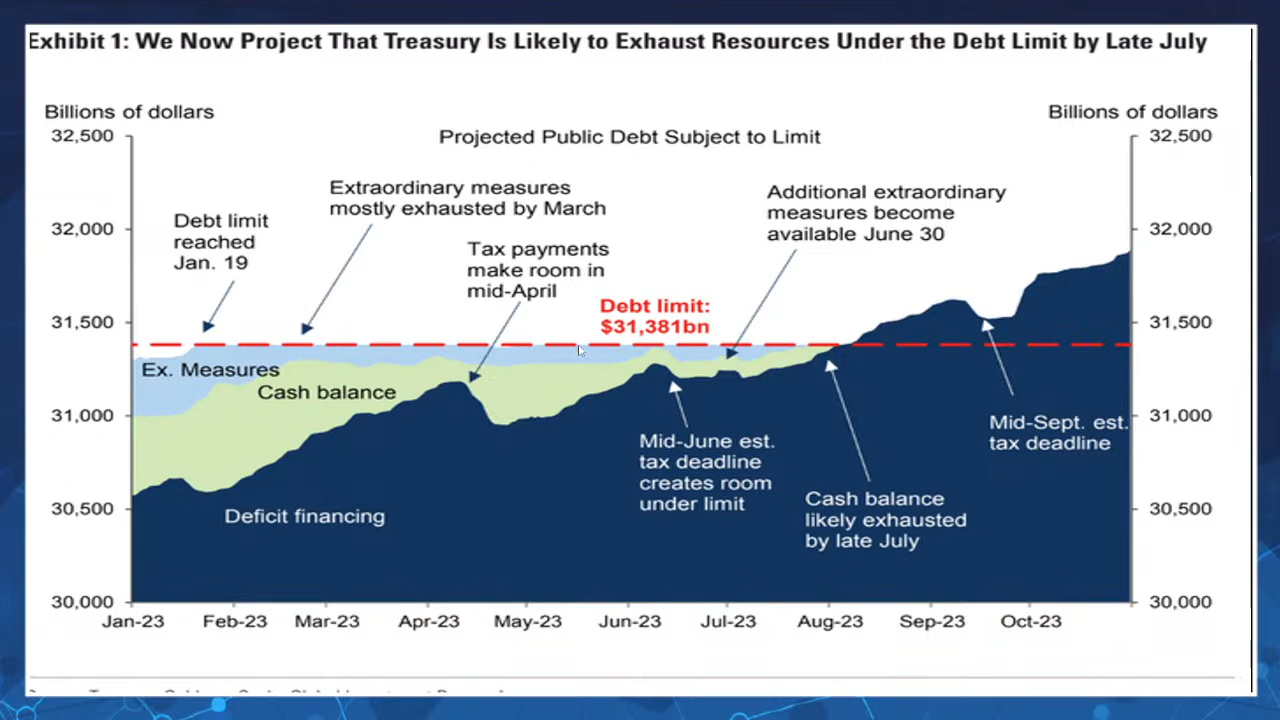 Exhibit 1: We Now Project That Treasury Is Likely to Exhaust Resources Under the Debt Limit by Late July
Billions of dollars
Billions of dollars
32,500
32,500
Projected Public Debt Subject to Limit
Extraordinary measures
mostly exhausted by March
Additional extraordinary
measures become
available June 30
Debt limit
reached
Jan. 19
32,000
32,000
Tax payments
make room in
mid-April
Debt limit:
$31,381bn
31,500
31,500
Ex. Measures
Cash balance
31,000
31,000
Mid-Sept. est.
tax deadline
Mid-June est.
tax deadline
creates room
under limit
Cash balance
likely exhausted
by late July
30,500
30,500
Deficit financing
30,000
30,000
Jan-23 Feb-23 Mar-23 Apr-23 May-23 Jun-23 Jul-23 Aug-23 Sep-23 Oct-23